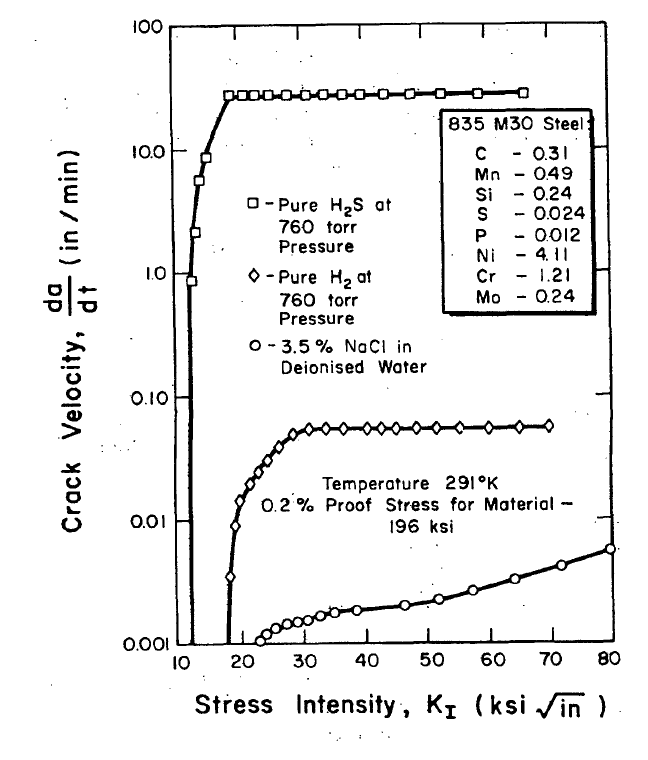 100
10.0
1.0
0.10
0.01
0.001
Crack Velocity, da/dt (in/min)
835 M30 Steel:
C - 0.31
Mn - 0.49
Si - 0.24
S - 0.024
P - 0.012
Ni - 4.11
Cr - 1.21
Mo - 0.24
□ - Pure H₂S at
760 torr
Pressure
◇ - Pure H₂ at
760 torr
Pressure
○ - 3.5 % NaCl in
Deionised Water
Temperature 291°K
0.2 % Proof Stress for Material –
196 ksi
10 20 30 40 50 60 70 80
Stress Intensity, K_I (ksi √in )